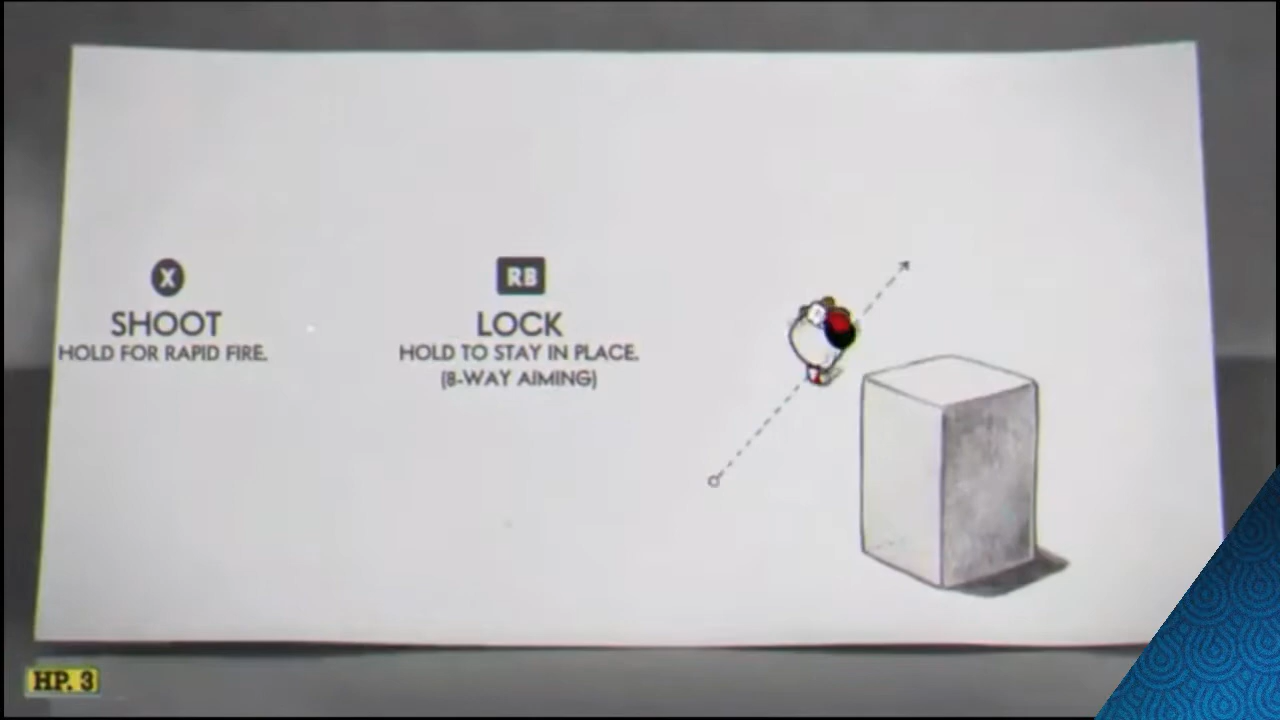 X
SHOOT
HOLD FOR RAPID FIRE.
RB
LOCK
HOLD TO STAY IN PLACE.
(8-WAY AIMING)
HP. 3